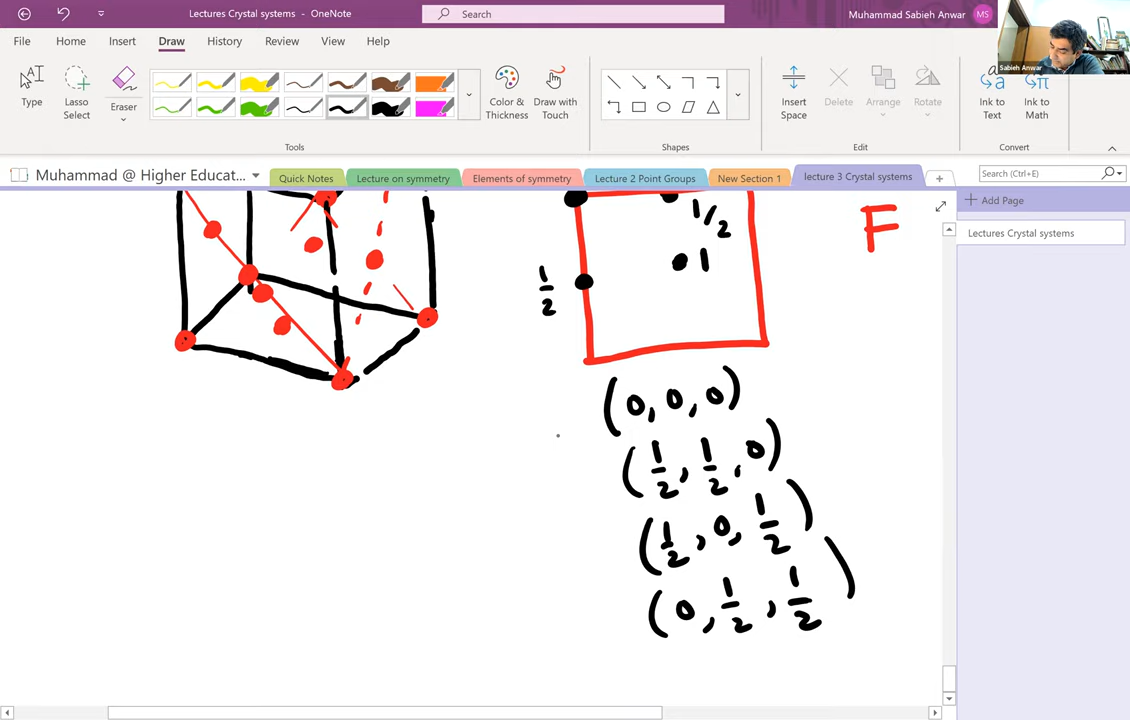 Lectures Crystal systems - OneNote
Search
Muhammad Sabieh Anwar
MS
Sabieh Anwar
File Home Insert Draw History Review View Help
Type
Lasso Select
Eraser
Color & Thickness
Draw with Touch
Insert Space
Delete
Arrange
Rotate
Ink to Text
Ink to Math
Tools
Shapes
Edit
Convert
Muhammad @ Higher Educat...
Quick Notes
Lecture on symmetry
Elements of symmetry
Lecture 2 Point Groups
New Section 1
lecture 3 Crystal systems
Search (Ctrl+E)
Add Page
Lectures Crystal systems
1/2
F
1
1/2
(0, 0, 0)
(1/2, 1/2, 0)
(1/2, 0, 1/2)
(0, 1/2, 1/2)